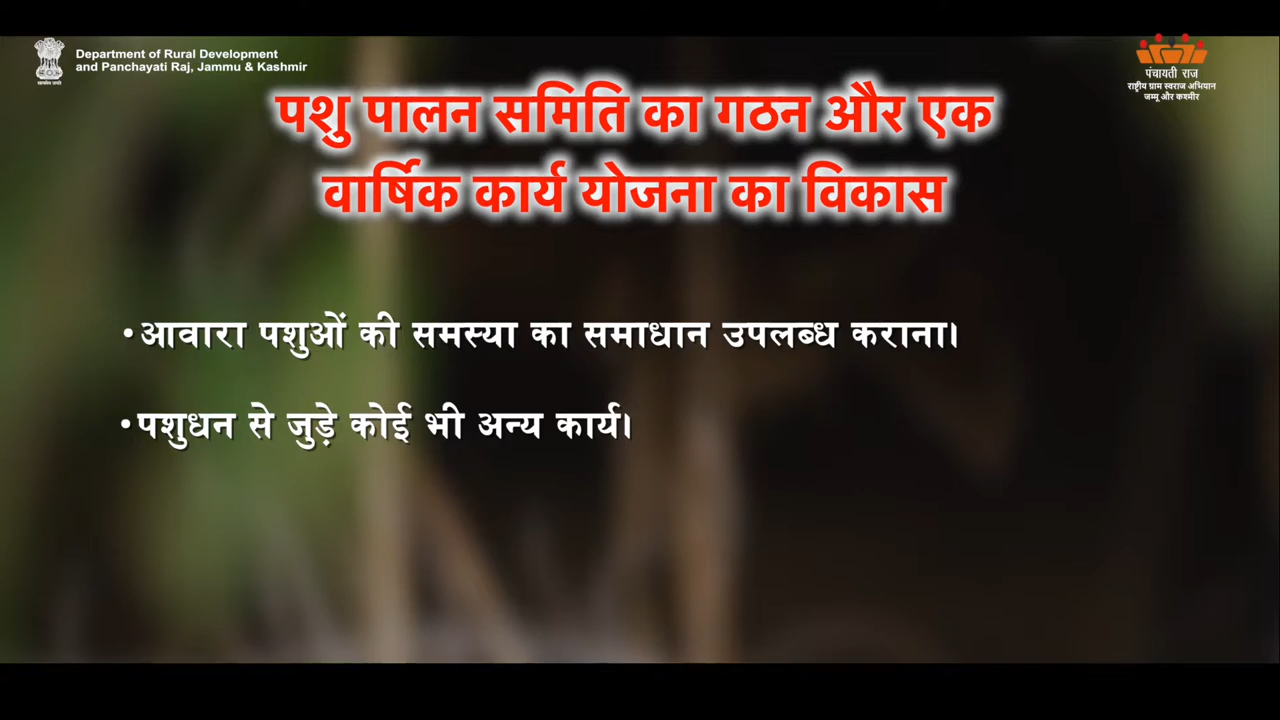 Department of Rural Development
and Panchayati Raj, Jammu & Kashmir
पंचायती राज
राष्ट्रीय ग्राम स्वराज अभियान
जम्मू और कश्मीर
पशु पालन समिति का गठन और एक
वार्षिक कार्य योजना का विकास
• आवारा पशुओं की समस्या का समाधान उपलब्ध कराना।
• पशुधन से जुड़े कोई भी अन्य कार्य।